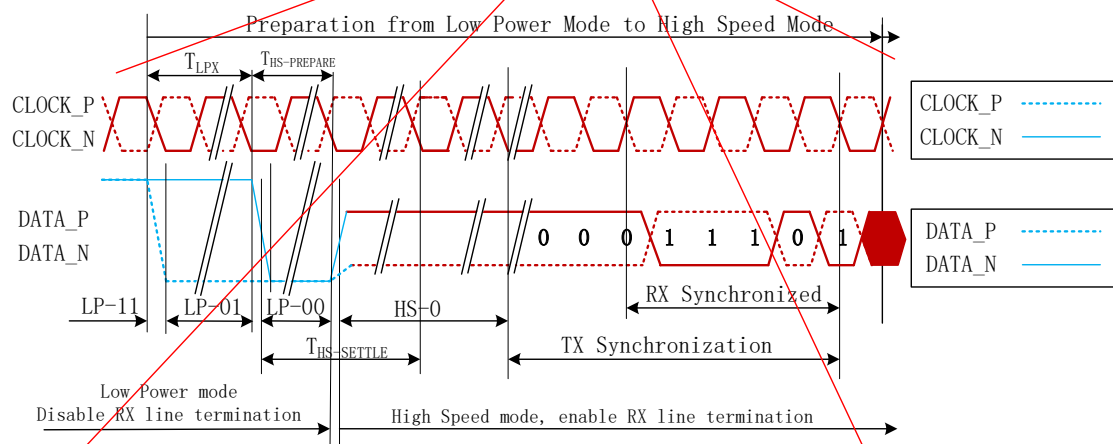 Preparation from Low Power Mode to High Speed Mode
TLPX
THS-PREPARE
CLOCK_P
CLOCK_N
CLOCK_P
CLOCK_N
DATA_P
DATA_N
0 0 0 1 1 1 0 1
DATA_P
DATA_N
RX Synchronized
LP-11
LP-01
LP-00
HS-0
THS-SETTLE
TX Synchronization
Low Power mode
Disable RX line termination
High Speed mode, enable RX line termination